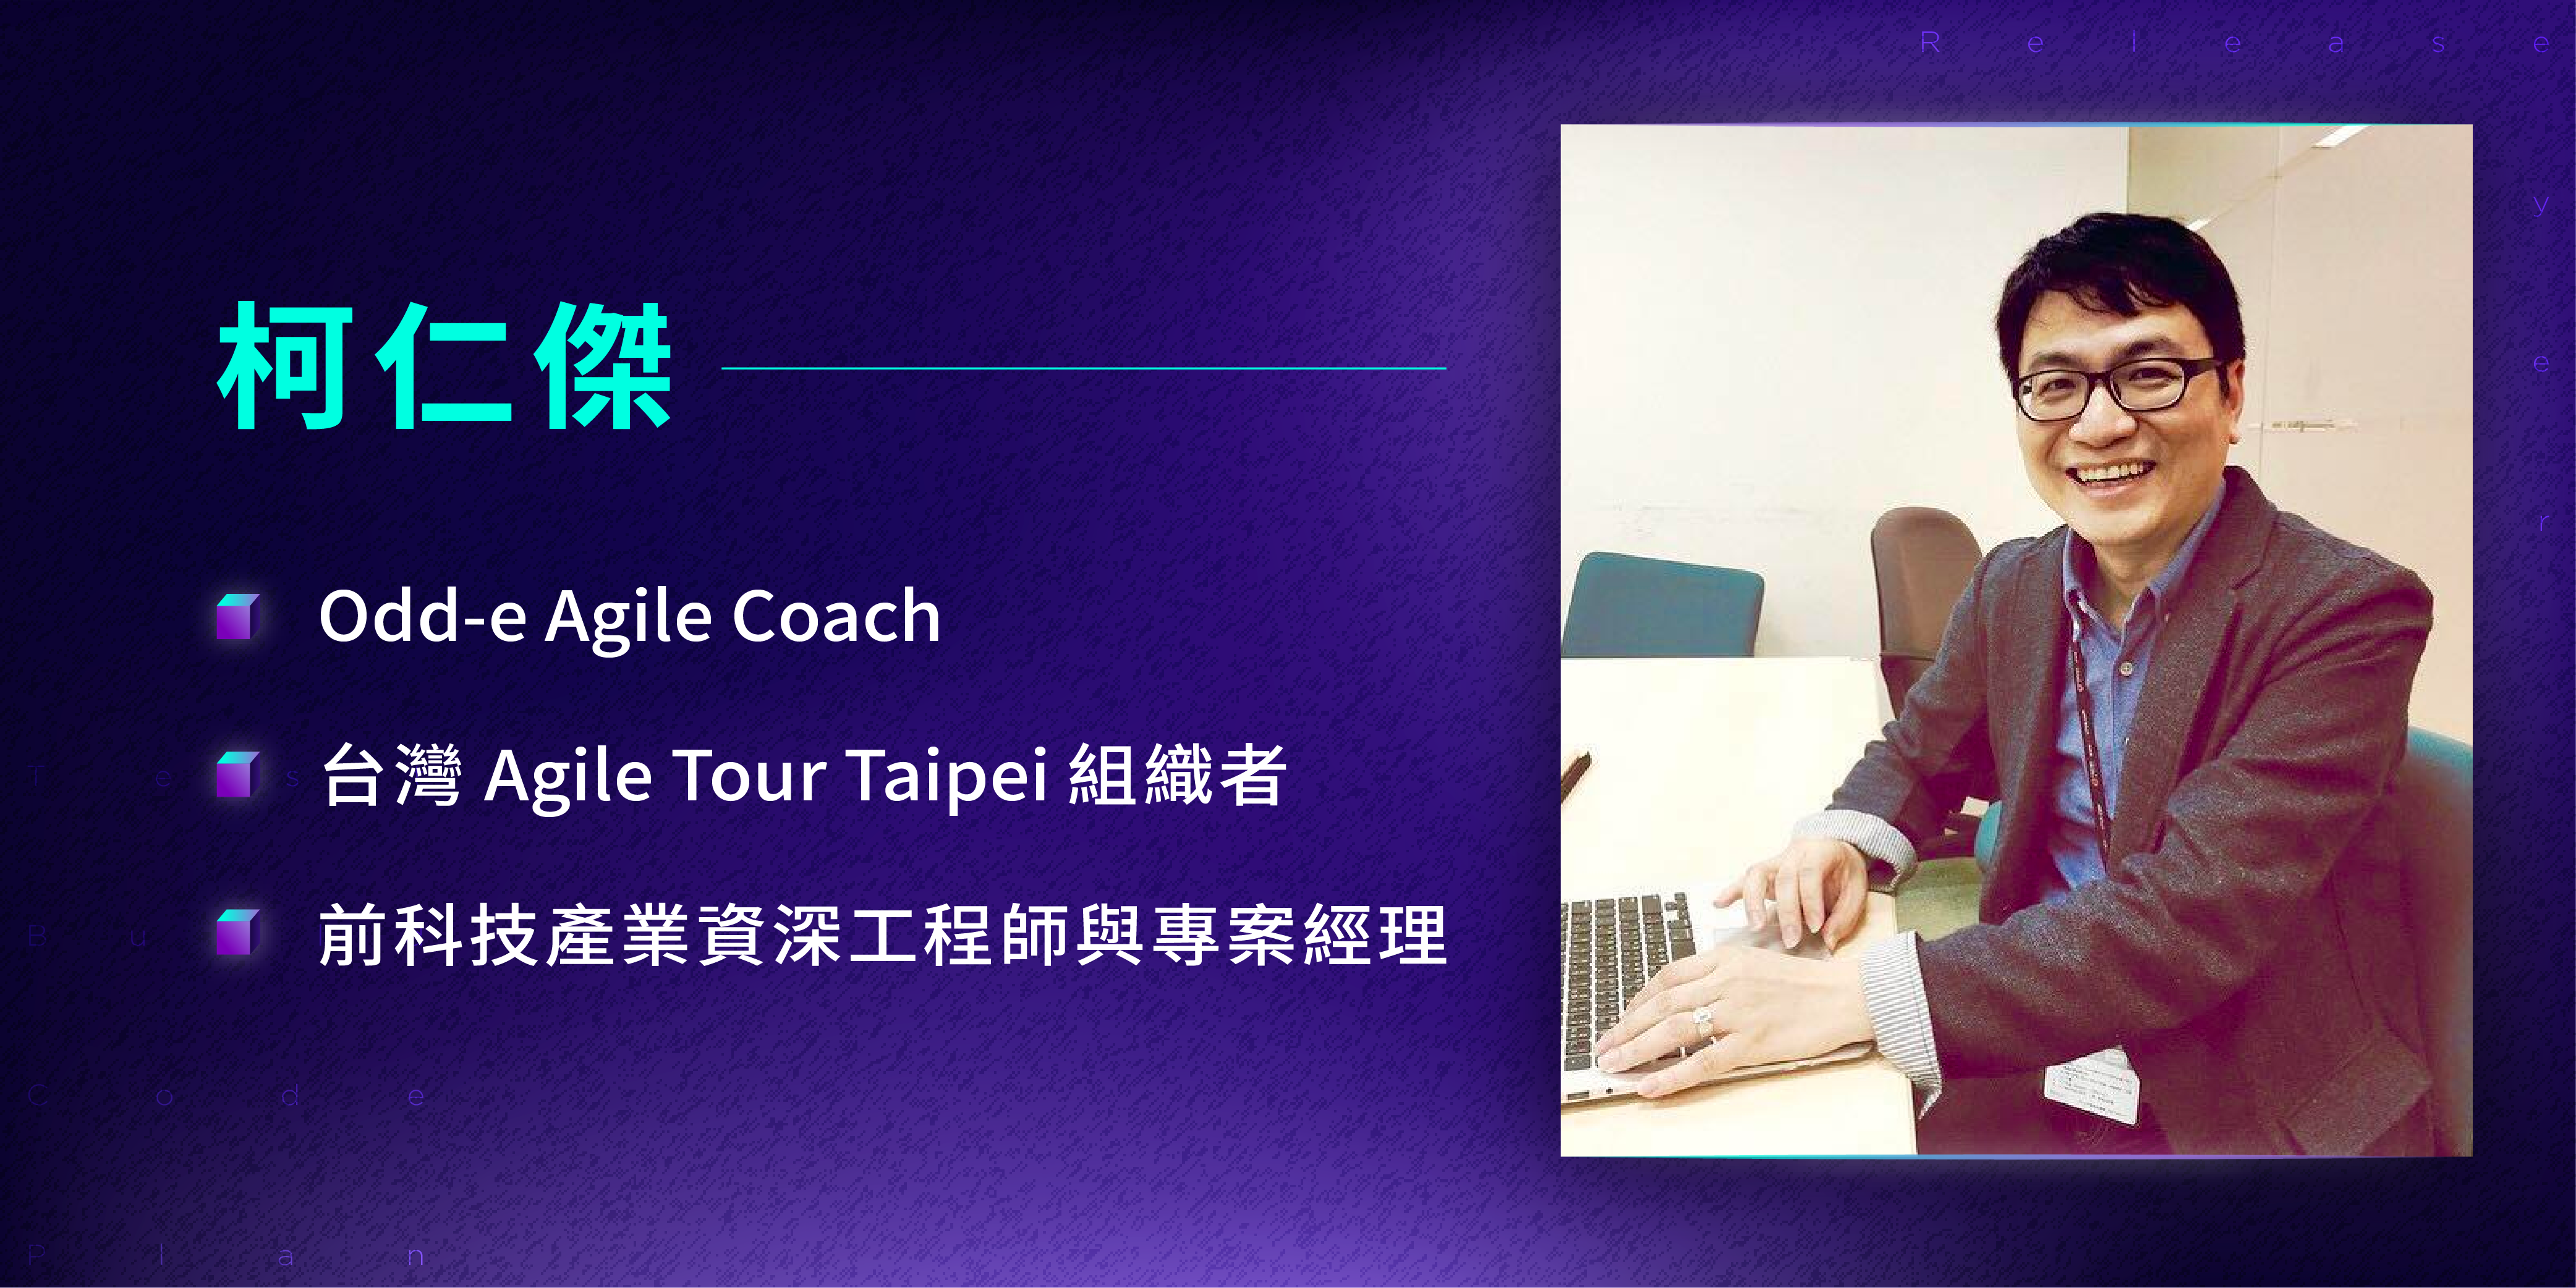 Release
y
e
r
柯仁傑
Odd-e Agile Coach
台灣 Agile Tour Taipei 組織者
前科技產業資深工程師與專案經理
T e s
B u
C o d e
P l a n